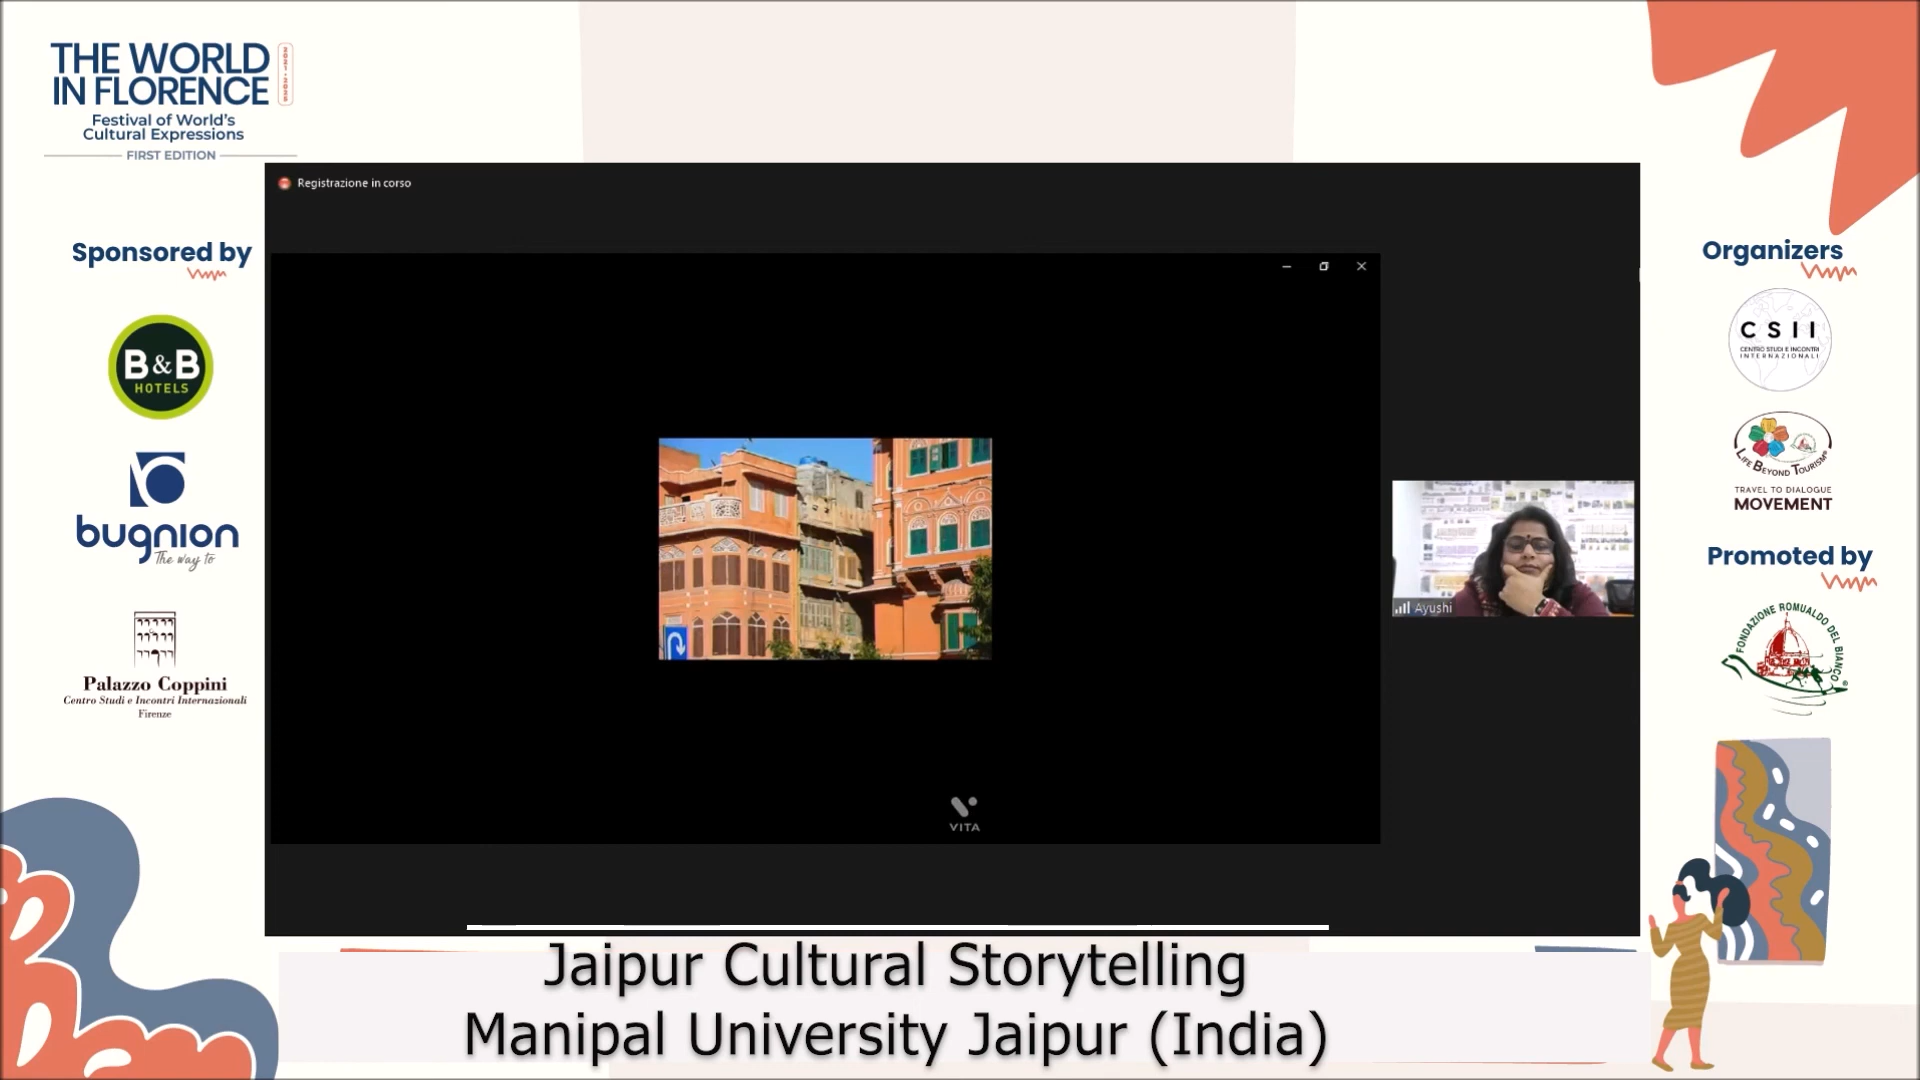 THE WORLD
IN FLORENCE
2021-2025
Festival of World's
Cultural Expressions
FIRST EDITION
Registrazione in corso
Sponsored by
B&B
HOTELS
bugnion
The way to
Palazzo Coppini
Centro Studi e Incontri Internazionali
Firenze
VITA
Ayushi
Organizers
CSII
CENTRO STUDI E INCONTRI
INTERNAZIONALI
LIFE BEYOND TOURISM®
TRAVEL TO DIALOGUE
MOVEMENT
Promoted by
FONDAZIONE ROMUALDO DEL BIANCO®
Jaipur Cultural Storytelling
Manipal University Jaipur (India)